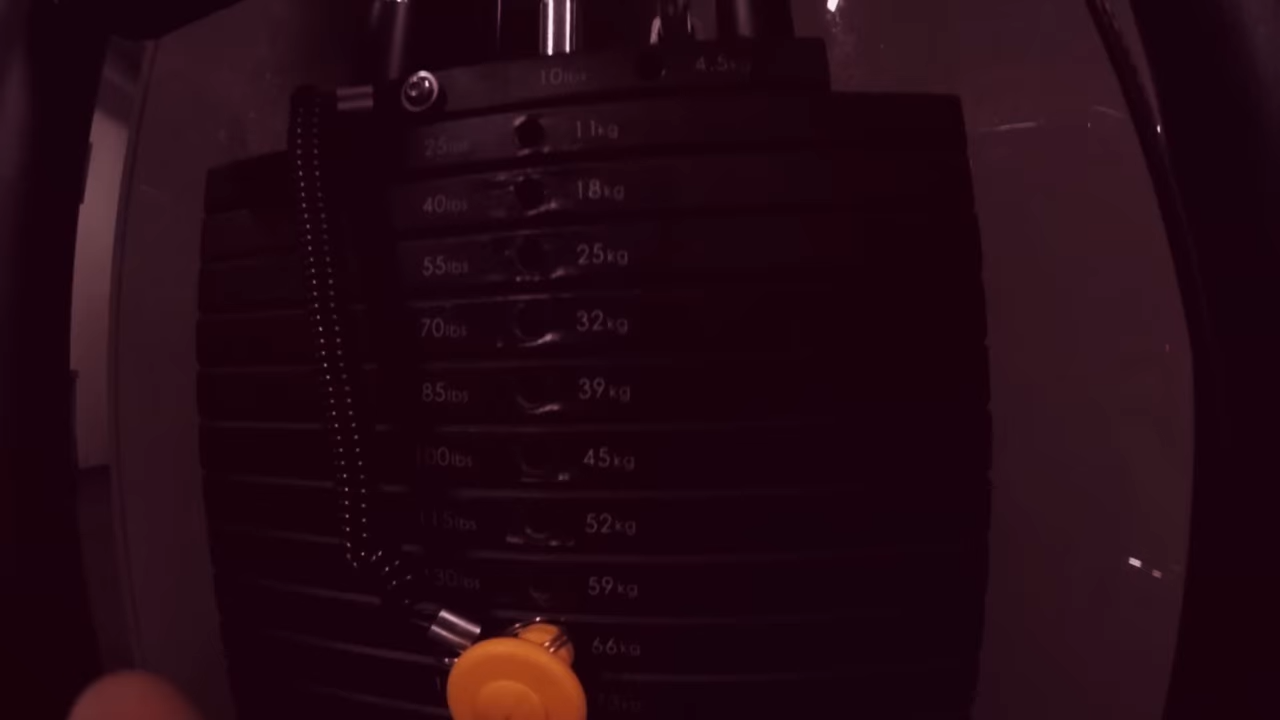 10lbs 4.5kg
25lbs 11kg
40lbs 18kg
55lbs 25kg
70lbs 32kg
85lbs 39kg
100lbs 45kg
115lbs 52kg
130lbs 59kg
66kg